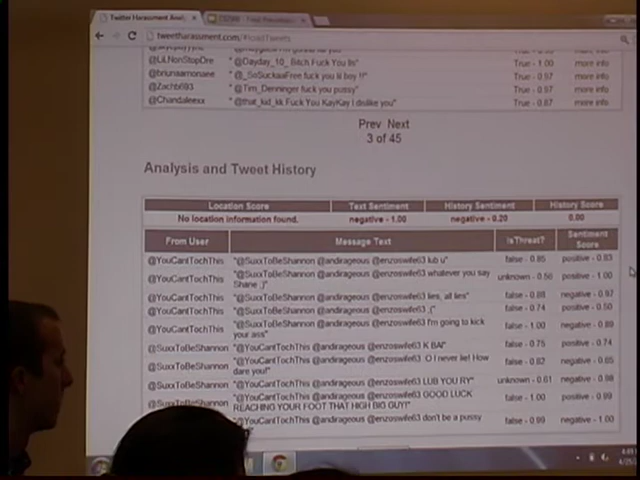 Twitter Harassment Analy
tweetharassment.com/#loadTweets
@LilNonStopDre "@Dayday_10_ Bitch Fuck You lls" True - 1.00 more info
@briunnamonane "@_SoSuckaaFree fuck you lil boy !!" True - 0.97 more info
@Zachb693 "@Tim_Denninger fuck you pussy" True - 0.97 more info
@Chandaleexx "@that_kid_kk Fuck You KayKay I dislike you" True - 0.87 more info
Prev Next
3 of 45
Analysis and Tweet History
Location Score Text Sentiment History Sentiment History Score
No location information found. negative - 1.00 negative - 0.20 0.00
From User Message Text IsThreat? Sentiment
Score
@YouCantTochThis "@SuxxToBeShannon @andirageous @enzoswife63 lub u" false - 0.85 positive - 0.83
@YouCantTochThis "@SuxxToBeShannon @andirageous @enzoswife63 whatever you say
Shane ;)" unknown - 0.56 positive - 1.00
@YouCantTochThis "@SuxxToBeShannon @andirageous @enzoswife63 lies, all lies" false - 0.88 negative - 0.97
@YouCantTochThis "@SuxxToBeShannon @andirageous @enzoswife63 ;(" false - 0.74 positive - 0.50
@YouCantTochThis "@SuxxToBeShannon @andirageous @enzoswife63 I'm going to kick
your ass" false - 1.00 negative - 0.89
@SuxxToBeShannon "@YouCantTochThis @andirageous @enzoswife63 K BAI" false - 0.75 positive - 0.74
@SuxxToBeShannon "@YouCantTochThis @andirageous @enzoswife63 :O I never lie! How
dare you!" false - 0.62 negative - 0.65
@SuxxToBeShannon "@YouCantTochThis @andirageous @enzoswife63 LUB YOU RY" unknown - 0.61 negative - 0.98
@SuxxToBeShannon "@YouCantTochThis @andirageous @enzoswife63 GOOD LUCK
REACHING YOUR FOOT THAT HIGH BIG GUY!" false - 1.00 positive - 0.99
"@YouCantTochThis @andirageous @enzoswife63 don't be a pussy false - 0.99 negative - 1.00